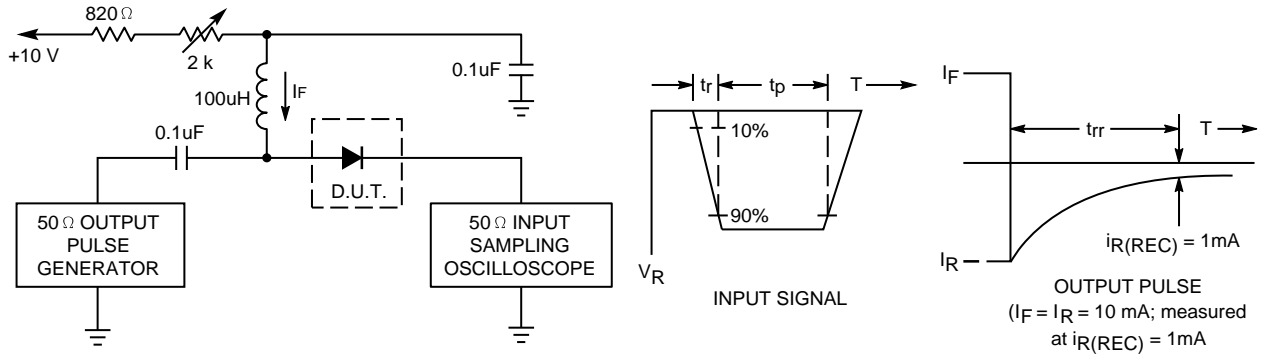 820 Ω
+10 V
2 k
100uH
IF
0.1uF
0.1uF
D.U.T.
50 Ω OUTPUT
PULSE
GENERATOR
50 Ω INPUT
SAMPLING
OSCILLOSCOPE
tr
tp
T
10%
90%
VR
INPUT SIGNAL
IF
trr
T
IR
iR(REC) = 1mA
OUTPUT PULSE
(IF = IR = 10 mA; measured
at iR(REC) = 1mA